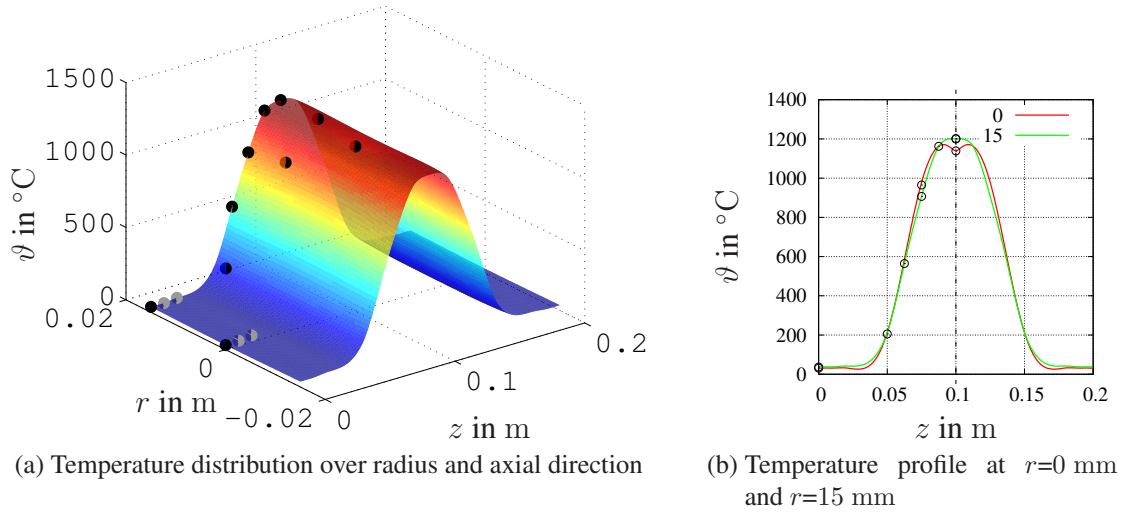 1500
1000
500
0
ϑ in °C
0.02
0
−0.02
r in m
0
0.1
0.2
z in m
(a) Temperature distribution over radius and axial direction
1400
1200
1000
800
600
400
200
0
ϑ in °C
0
15
0 0.05 0.1 0.15 0.2
z in m
(b) Temperature profile at r=0 mm
and r=15 mm